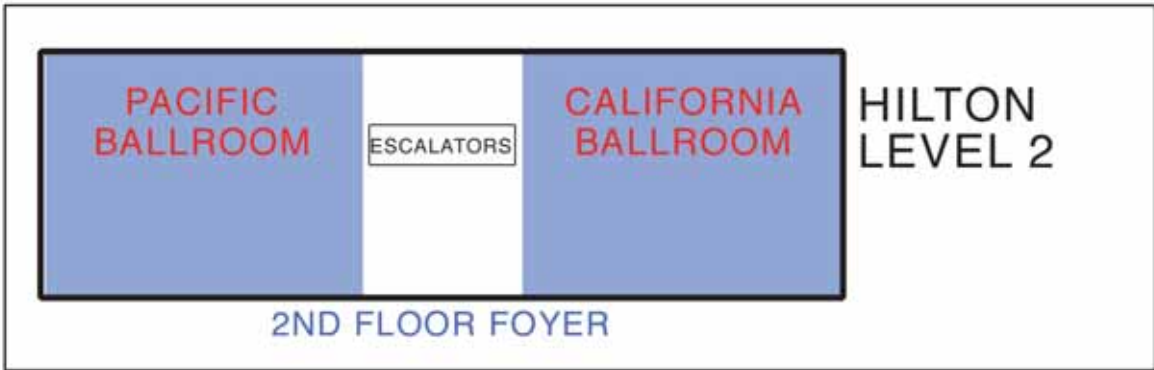 PACIFIC
BALLROOM
ESCALATORS
CALIFORNIA
BALLROOM
HILTON
LEVEL 2
2ND FLOOR FOYER